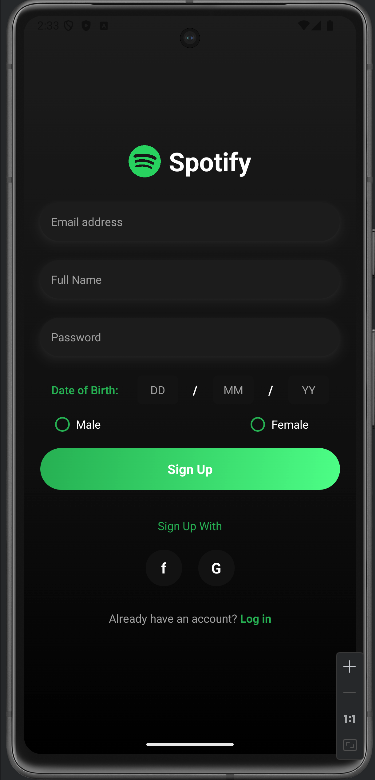 2:33
Spotify
Email address
Full Name
Password
Date of Birth: DD / MM / YY
Male Female
Sign Up
Sign Up With
f G
Already have an account? Log in
1:1